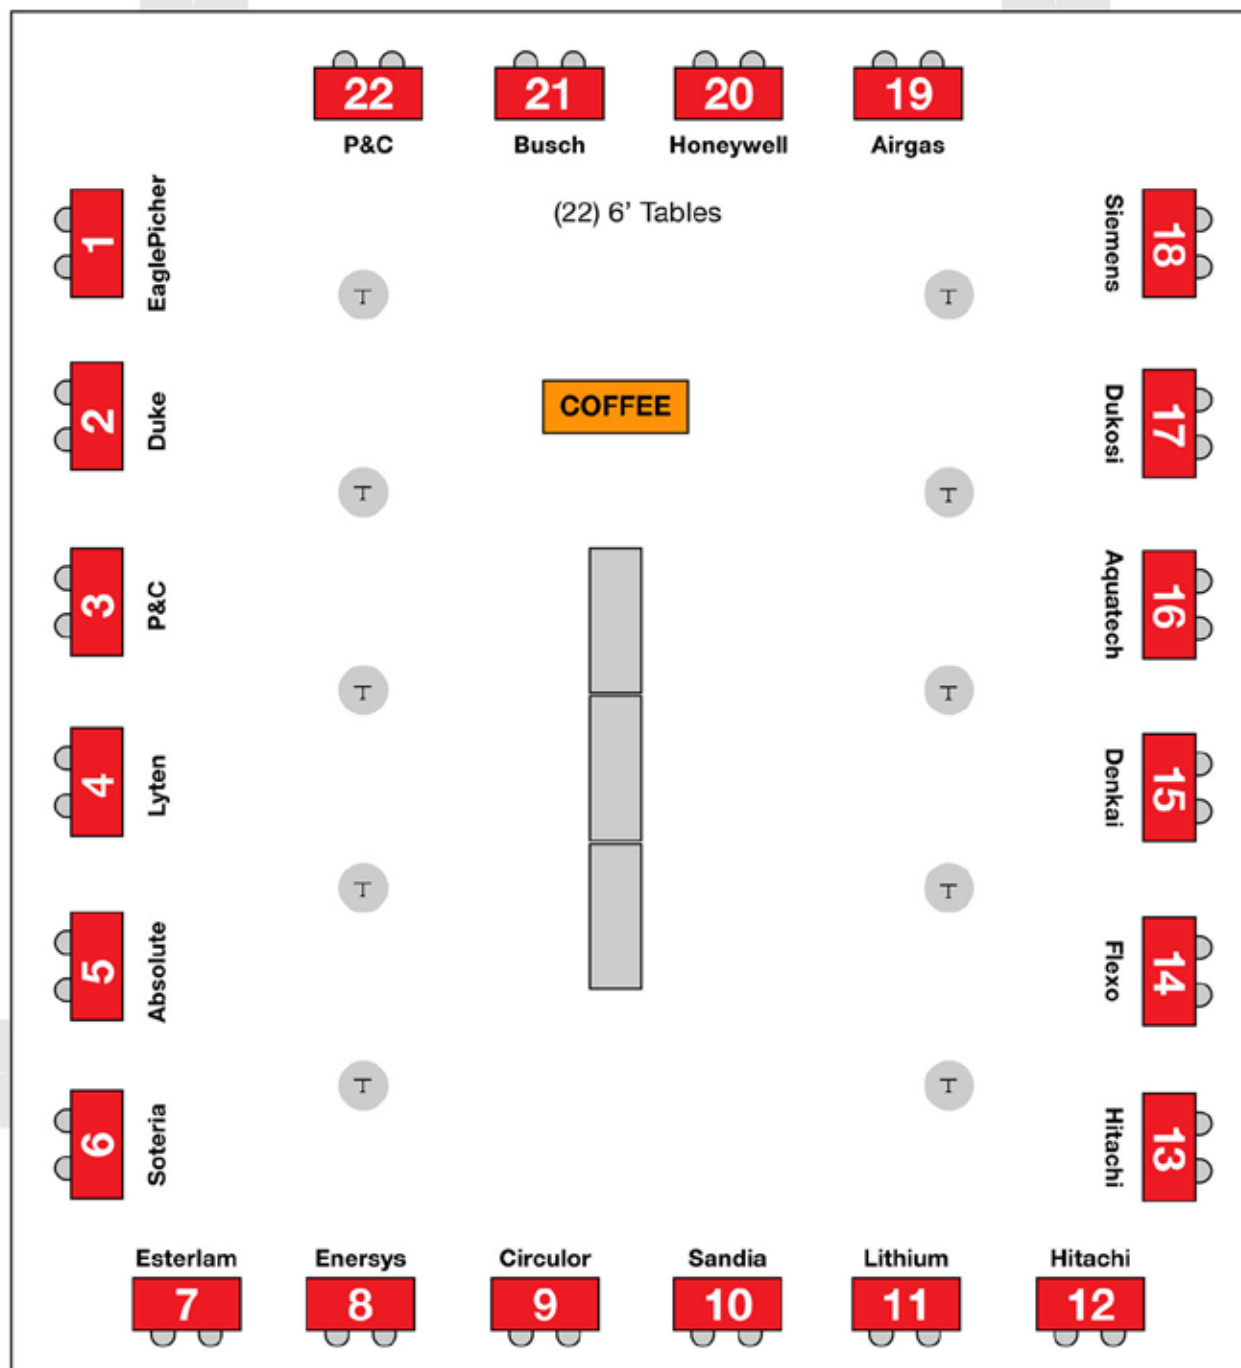 22
21
20
19
P&C
Busch
Honeywell
Airgas
(22) 6' Tables
1
EaglePicher
2
Duke
3
P&C
4
Lyten
5
Absolute
6
Soteria
T
T
T
T
T
COFFEE
T
T
T
T
T
Siemens
18
Dukosi
17
Aquatech
16
Denkai
15
Flexo
14
Hitachi
13
Esterlam
Enersys
Circulor
Sandia
Lithium
Hitachi
7
8
9
10
11
12